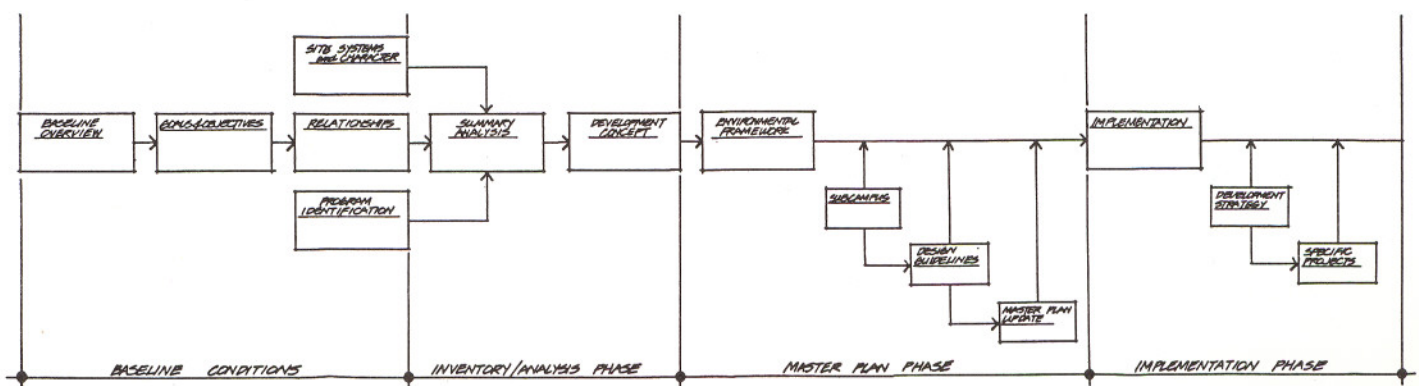 SITE SYSTEMS
AND CHARACTER
BASELINE
OVERVIEW
GOALS & OBJECTIVES
RELATIONSHIPS
SUMMARY
ANALYSIS
DEVELOPMENT
CONCEPT
ENVIRONMENTAL
FRAMEWORK
IMPLEMENTATION
PROGRAM
IDENTIFICATION
SUBCAMPUS
DEVELOPMENT
STRATEGY
DESIGN
GUIDELINES
SPECIFIC
PROJECTS
MASTER PLAN
UPDATE
BASELINE CONDITIONS
INVENTORY/ANALYSIS PHASE
MASTER PLAN PHASE
IMPLEMENTATION PHASE